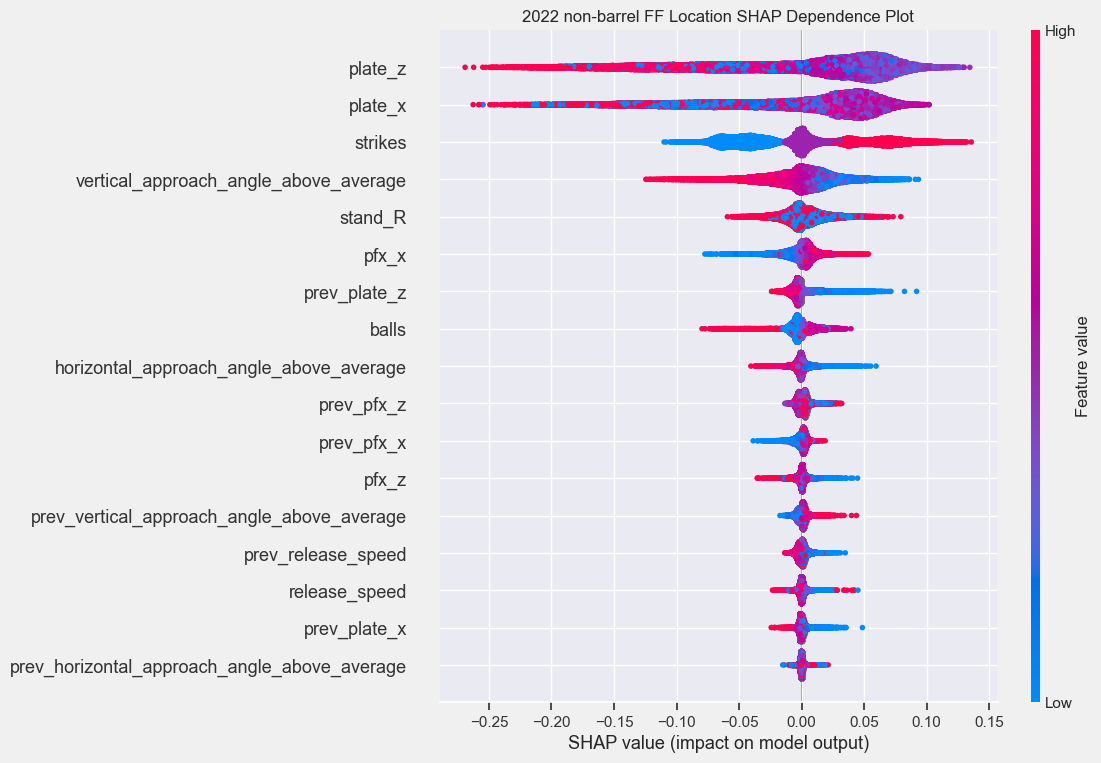 2022 non-barrel FF Location SHAP Dependence Plot
High
plate_z
plate_x
strikes
vertical_approach_angle_above_average
stand_R
pfx_x
prev_plate_z
balls
horizontal_approach_angle_above_average
prev_pfx_z
prev_pfx_x
pfx_z
prev_vertical_approach_angle_above_average
prev_release_speed
release_speed
prev_plate_x
prev_horizontal_approach_angle_above_average
Feature value
Low
−0.25 −0.20 −0.15 −0.10 −0.05 0.00 0.05 0.10 0.15
SHAP value (impact on model output)